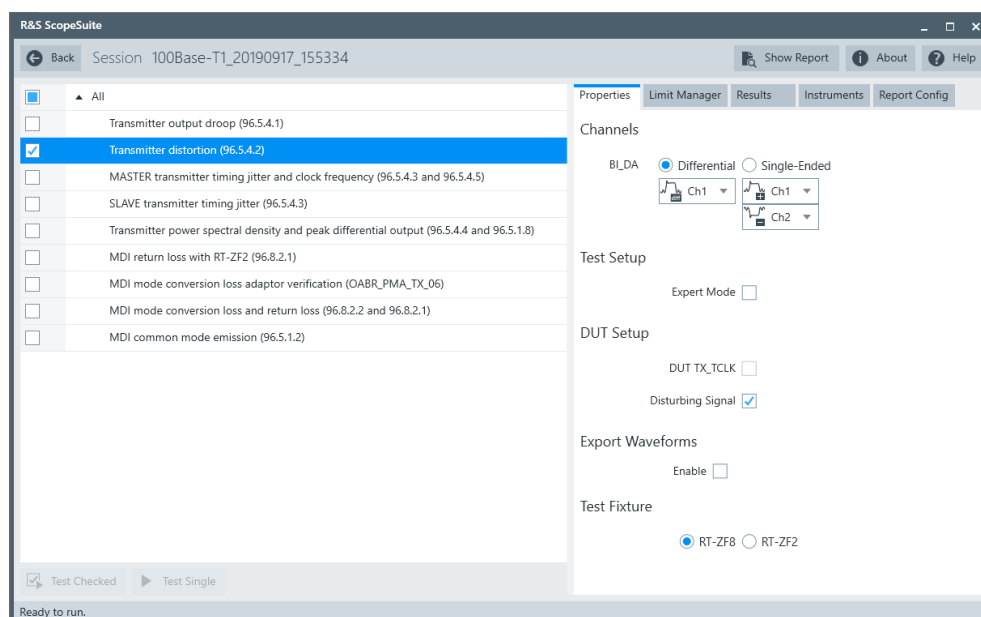 R&S ScopeSuite
Back Session 100Base-T1_20190917_155334 Show Report About Help
All
Transmitter output droop (96.5.4.1)
Transmitter distortion (96.5.4.2)
MASTER transmitter timing jitter and clock frequency (96.5.4.3 and 96.5.4.5)
SLAVE transmitter timing jitter (96.5.4.3)
Transmitter power spectral density and peak differential output (96.5.4.4 and 96.5.1.8)
MDI return loss with RT-ZF2 (96.8.2.1)
MDI mode conversion loss adaptor verification (OABR_PMA_TX_06)
MDI mode conversion loss and return loss (96.8.2.2 and 96.8.2.1)
MDI common mode emission (96.5.1.2)
Test Checked Test Single
Properties Limit Manager Results Instruments Report Config
Channels
BI_DA Differential Single-Ended
diff Ch1 Ch1
Ch2
Test Setup
Expert Mode
DUT Setup
DUT TX_TCLK
Disturbing Signal
Export Waveforms
Enable
Test Fixture
RT-ZF8 RT-ZF2
Ready to run.